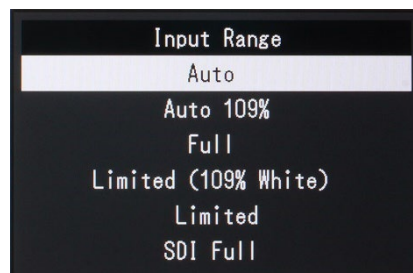 Input Range
Auto
Auto 109%
Full
Limited (109% White)
Limited
SDI Full